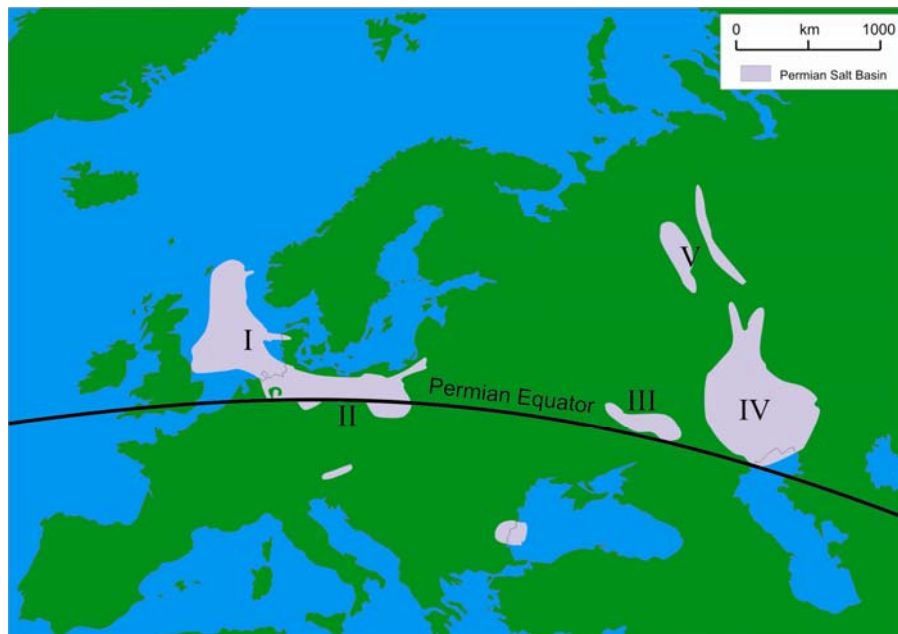 0 km 1000
Permian Salt Basin
V
I
Permian Equator
III
IV
II